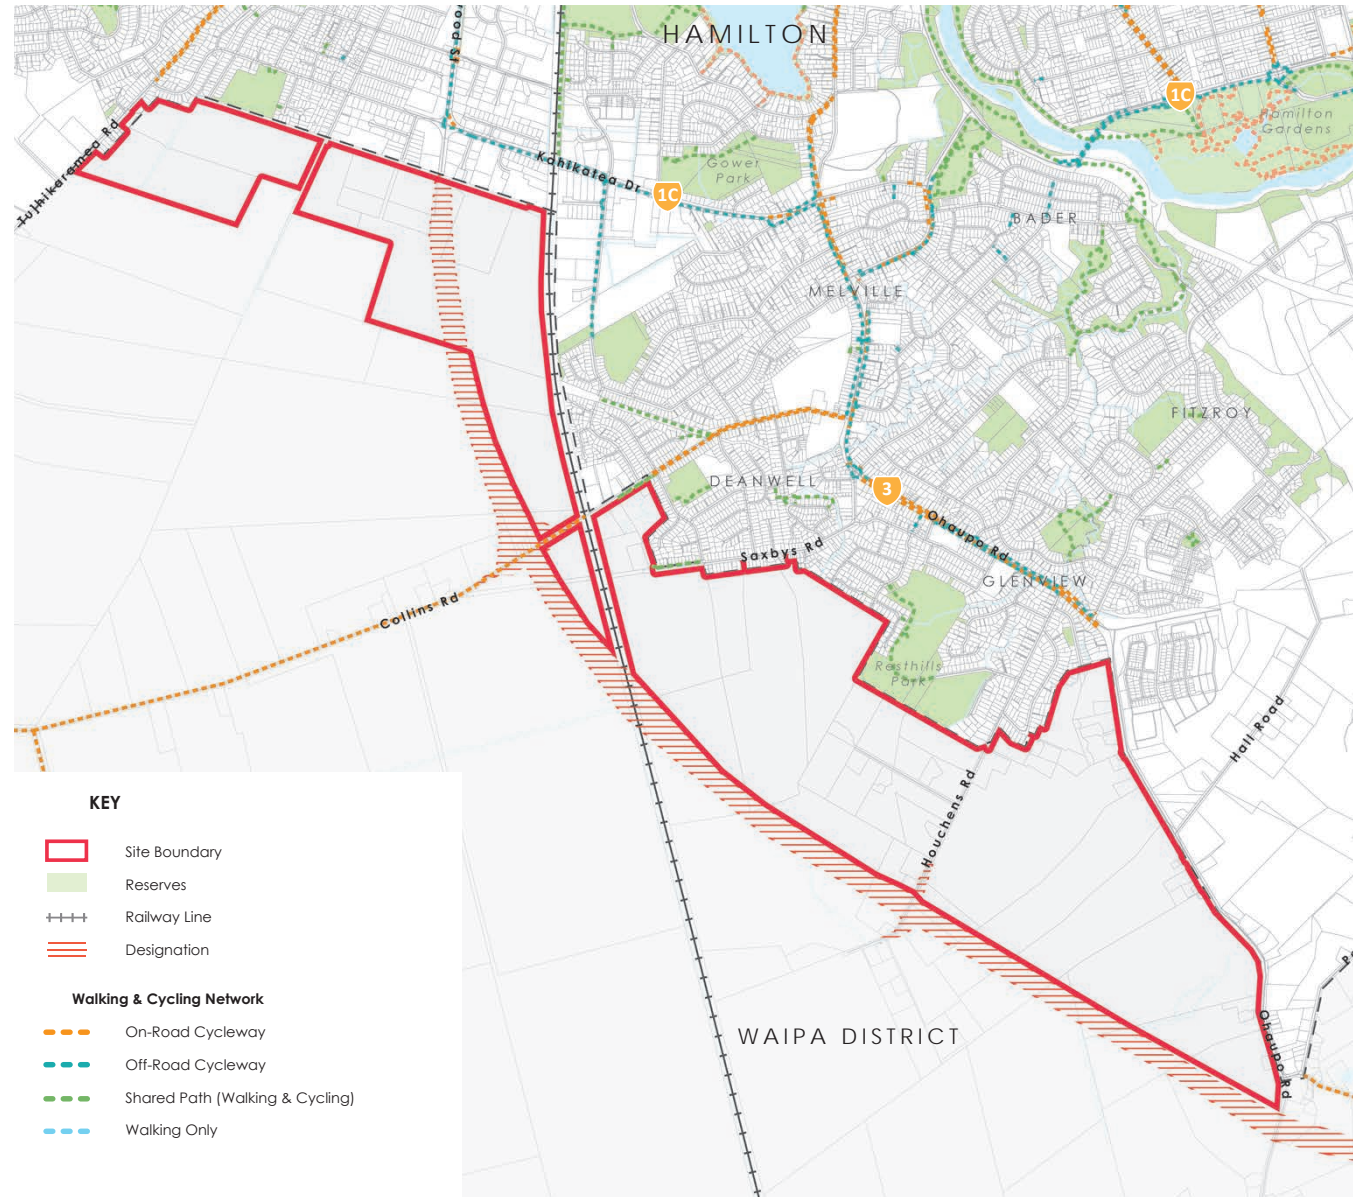 HAMILTON
ood St
1C
Hamilton
Gardens
Tuhikaramea Rd
Kahikatea Dr
1C
Gower
Park
BADER
MELVILLE
FITZROY
DEANWELL
3
Ohaupo Rd
Saxbys Rd
GLENVIEW
Collins Rd
Resthills
Park
Hall Road
Houchens Rd
WAIPA DISTRICT
Ohaupo Rd
KEY
Site Boundary
Reserves
Railway Line
Designation
Walking & Cycling Network
On-Road Cycleway
Off-Road Cycleway
Shared Path (Walking & Cycling)
Walking Only